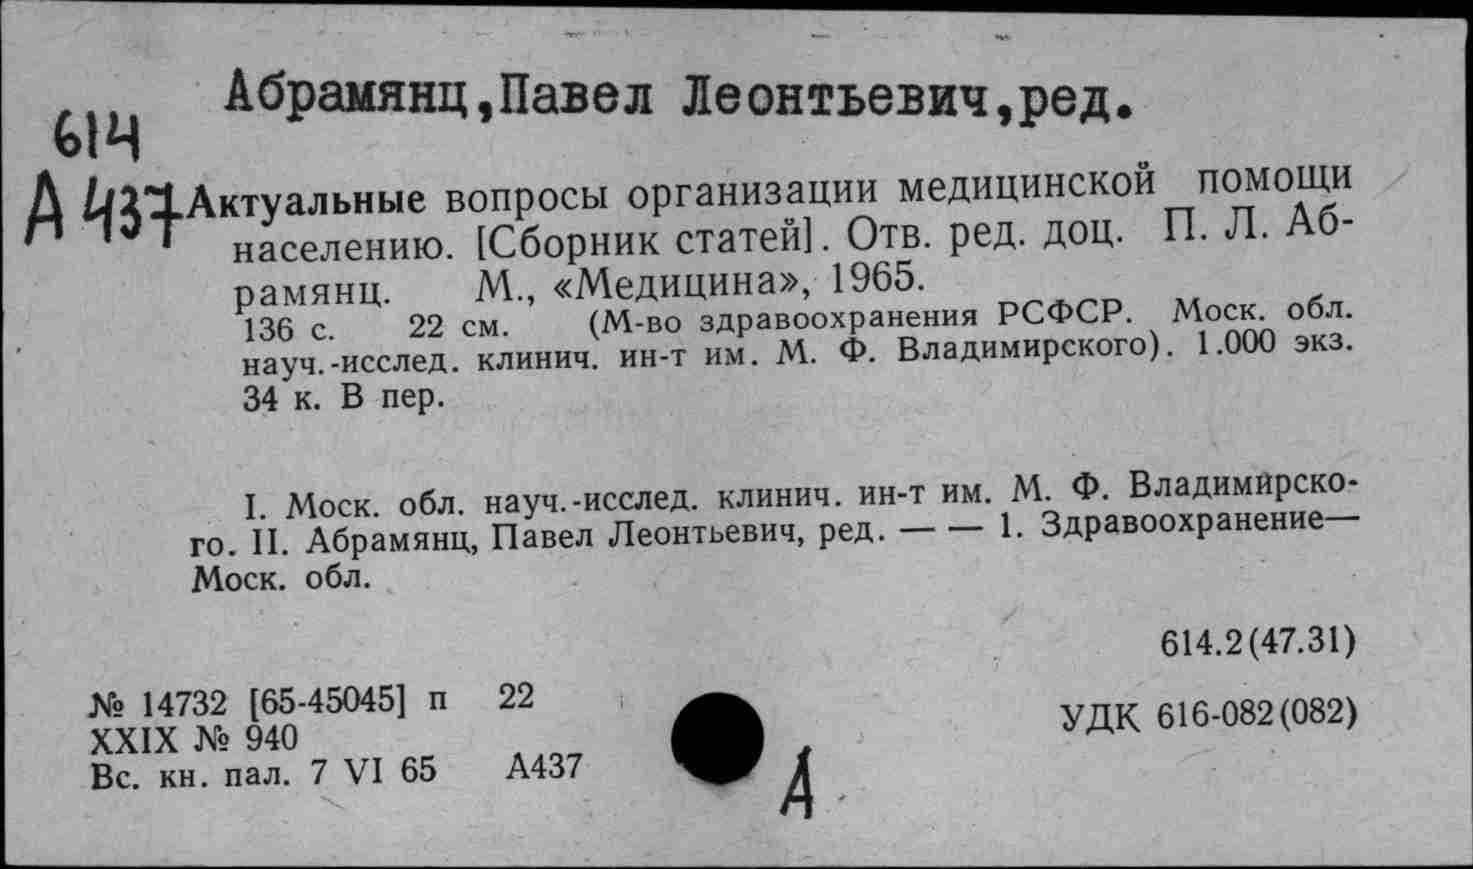 Абрамянц,Павел Леонтьевич,ред.
614
А 437
Актуальные вопросы организации медицинской помощи
населению. [Сборник статей]. Отв. ред. доц. П. Л. Аб-
рамянц. М., «Медицина», 1965.
136 с. 22 см. (М-во здравоохранения РСФСР. Моск. обл.
науч.-исслед. клинич. ин-т им. М. Ф. Владимирского). 1.000 экз.
34 к. В пер.
I. Моск. обл. науч.-исслед. клинич. ин-т им. М. Ф. Владимирско-
го. II. Абрамянц, Павел Леонтьевич, ред. — — 1. Здравоохранение—
Моск. обл.
614.2(47.31)
№ 14732 [65-45045] п 22
УДК 616-082(082)
XXIX № 940
Вс. кн. пал. 7 VI 65 А437
Д